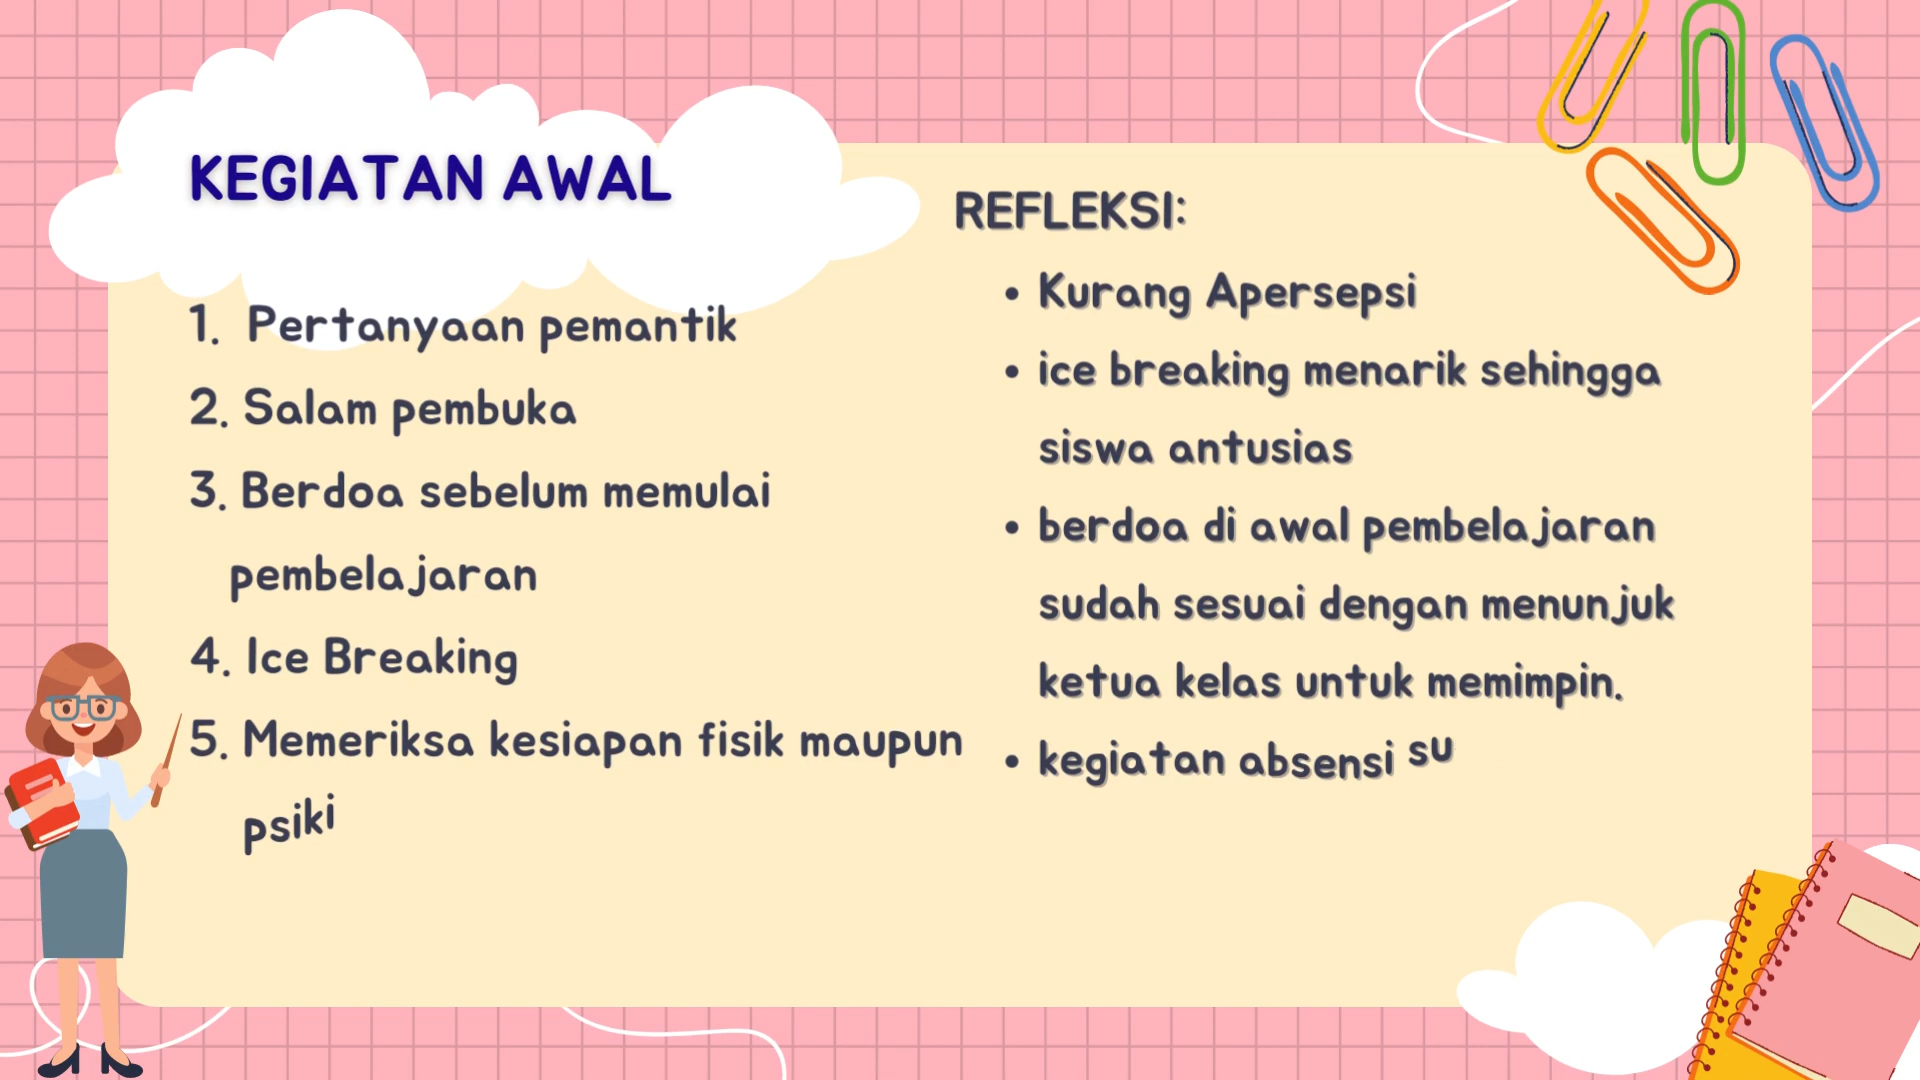 KEGIATAN AWAL
1. Pertanyaan pemantik
2. Salam pembuka
3. Berdoa sebelum memulai
pembelajaran
4. Ice Breaking
5. Memeriksa kesiapan fisik maupun
psiki
REFLEKSI:
• Kurang Apersepsi
• ice breaking menarik sehingga
siswa antusias
• berdoa di awal pembelajaran
sudah sesuai dengan menunjuk
ketua kelas untuk memimpin.
• kegiatan absensi su